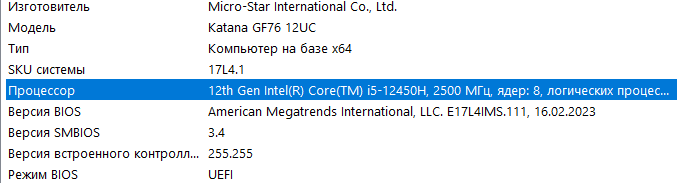 Изготовитель Micro-Star International Co., Ltd.
Модель Katana GF76 12UC
Тип Компьютер на базе x64
SKU системы 17L4.1
Процессор 12th Gen Intel(R) Core(TM) i5-12450H, 2500 МГц, ядер: 8, логических процес...
Версия BIOS American Megatrends International, LLC. E17L4IMS.111, 16.02.2023
Версия SMBIOS 3.4
Версия встроенного контролл... 255.255
Режим BIOS UEFI